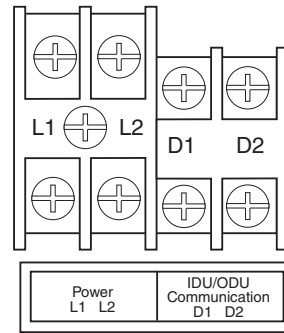 L1 L2
D1 D2
Power
L1 L2
IDU/ODU
Communication
D1 D2